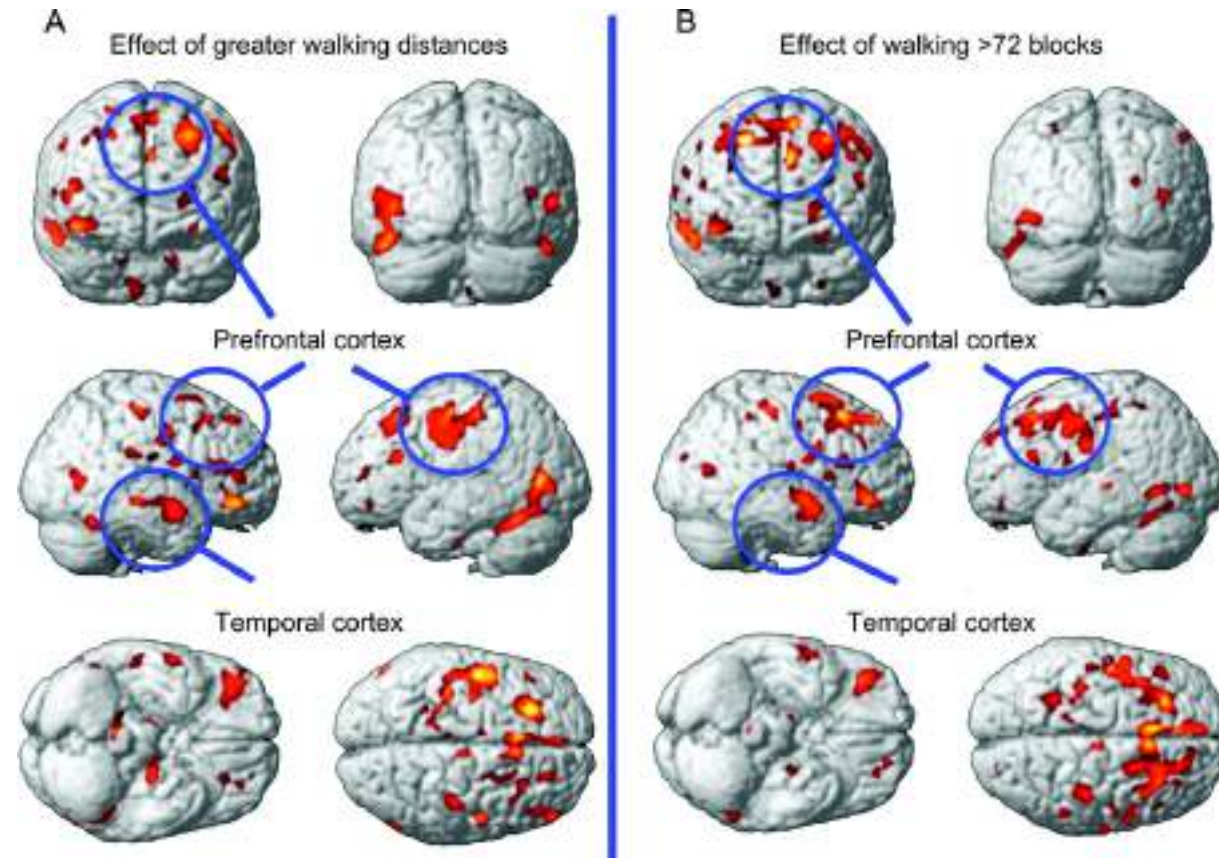 A
Effect of greater walking distances
Prefrontal cortex
Temporal cortex
B
Effect of walking >72 blocks
Prefrontal cortex
Temporal cortex